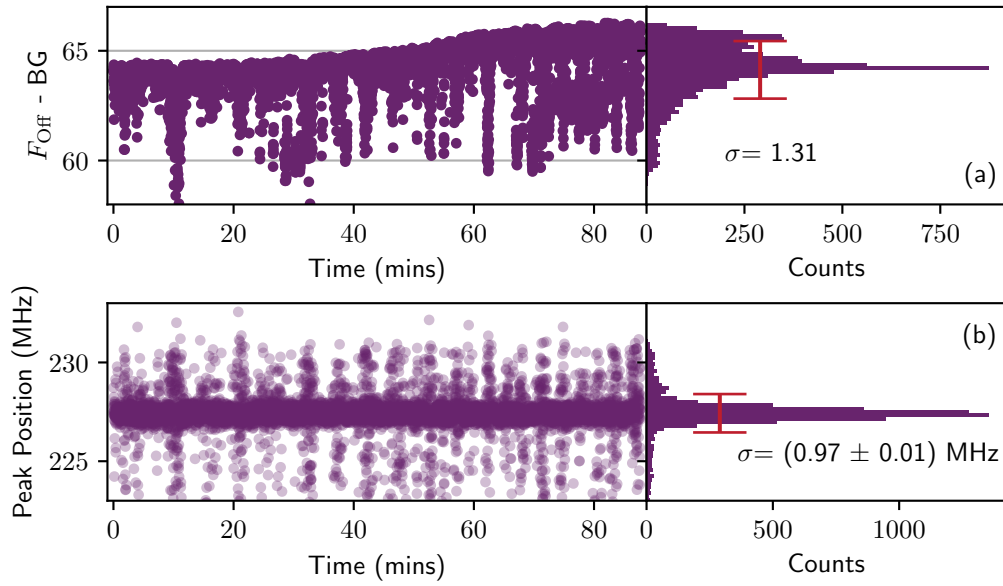 F_Off - BG
65
60
σ= 1.31
(a)
0 20 40 60 80 0 250 500 750
Time (mins) Counts
Peak Position (MHz)
230
225
(b)
σ= (0.97 ± 0.01) MHz
0 20 40 60 80 0 500 1000
Time (mins) Counts